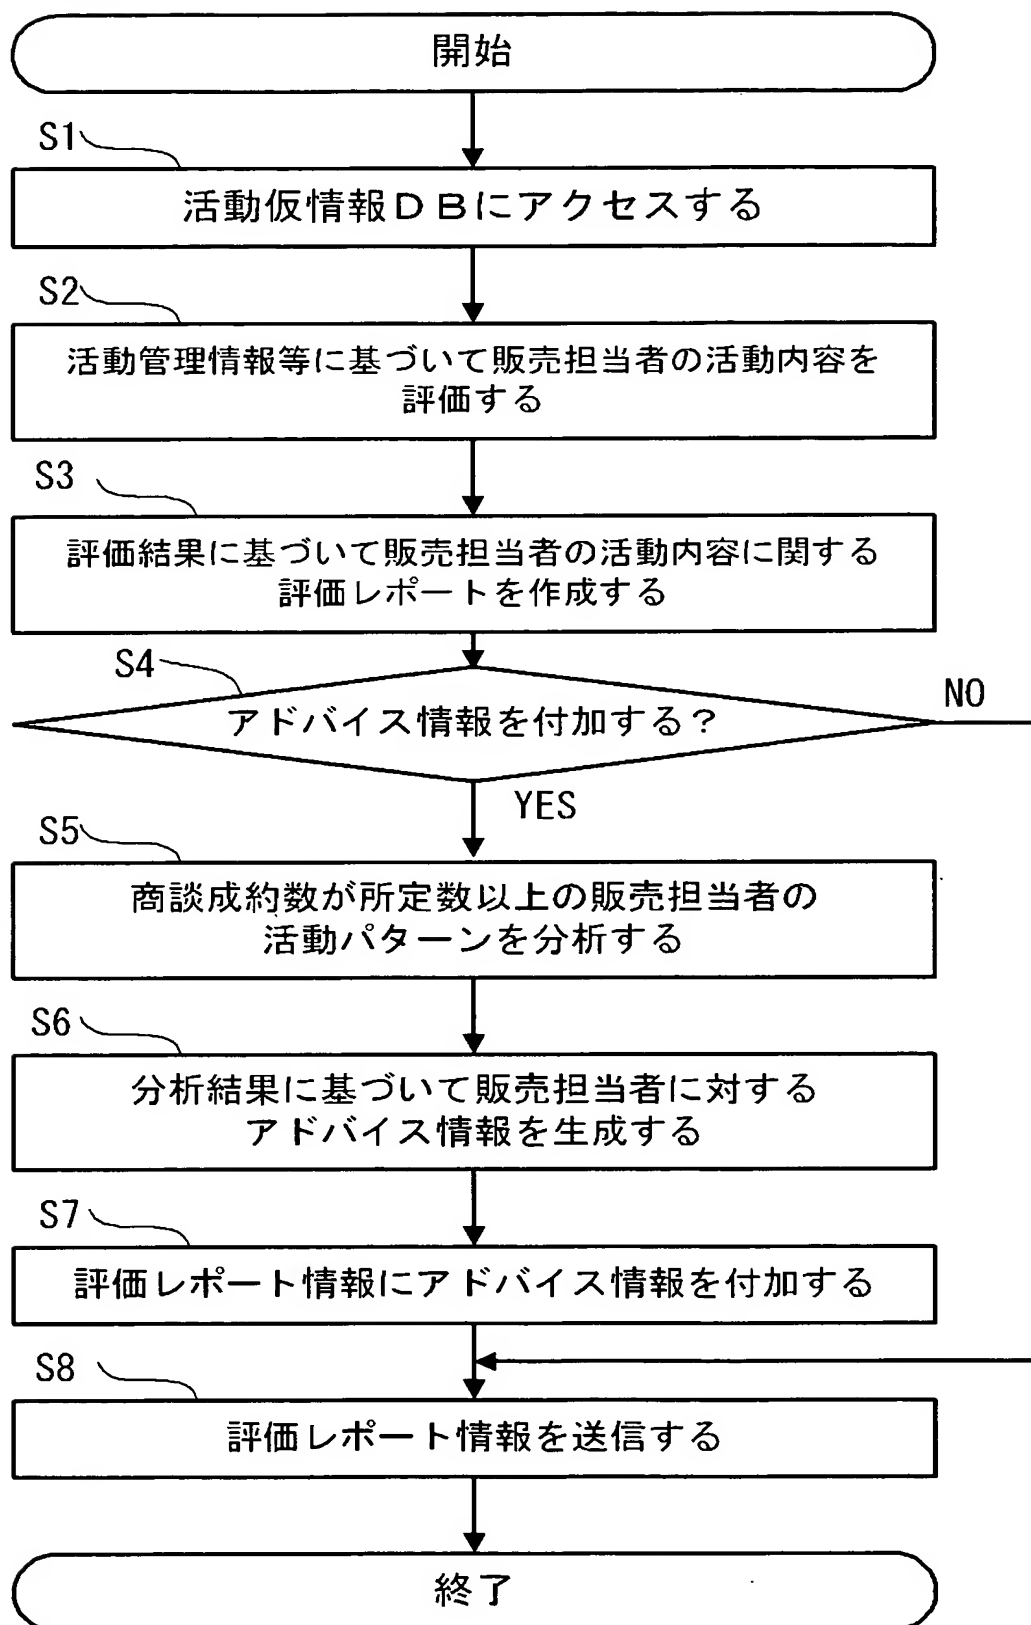 開始
S1
活動仮情報DBにアクセスする
S2
活動管理情報等に基づいて販売担当者の活動内容を
評価する
S3
評価結果に基づいて販売担当者の活動内容に関する
評価レポートを作成する
S4
アドバイス情報を付加する?
NO
YES
S5
商談成約数が所定数以上の販売担当者の
活動パターンを分析する
S6
分析結果に基づいて販売担当者に対する
アドバイス情報を生成する
S7
評価レポート情報にアドバイス情報を付加する
S8
評価レポート情報を送信する
終了